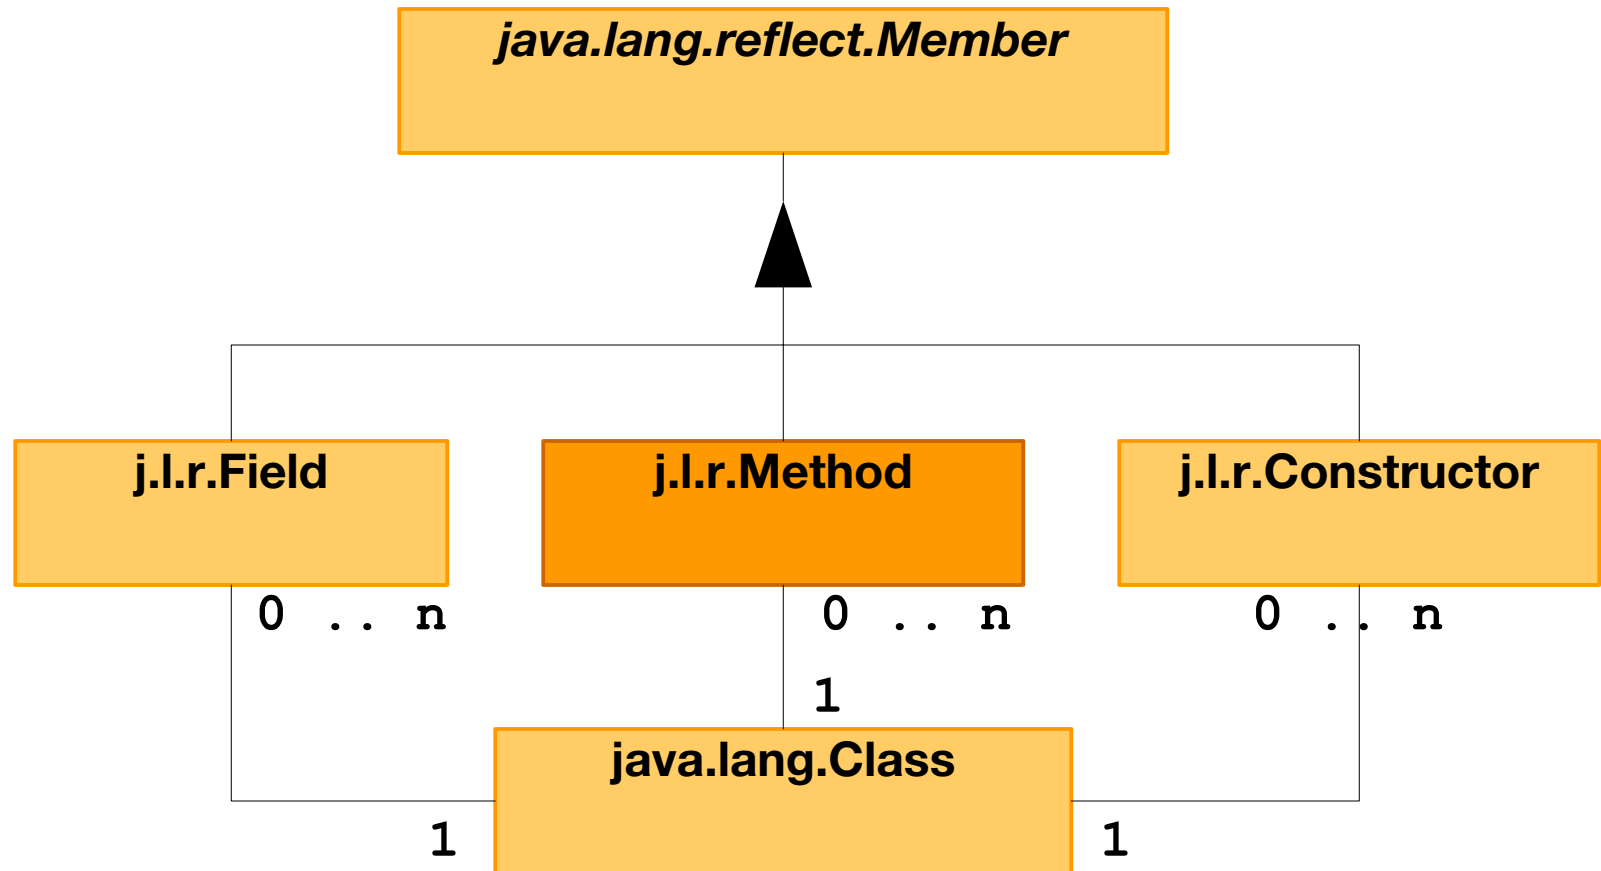 java.lang.reflect.Member
j.l.r.Field
j.l.r.Method
j.l.r.Constructor
0 .. n
0 .. n
0 .. n
1
java.lang.Class
1
1